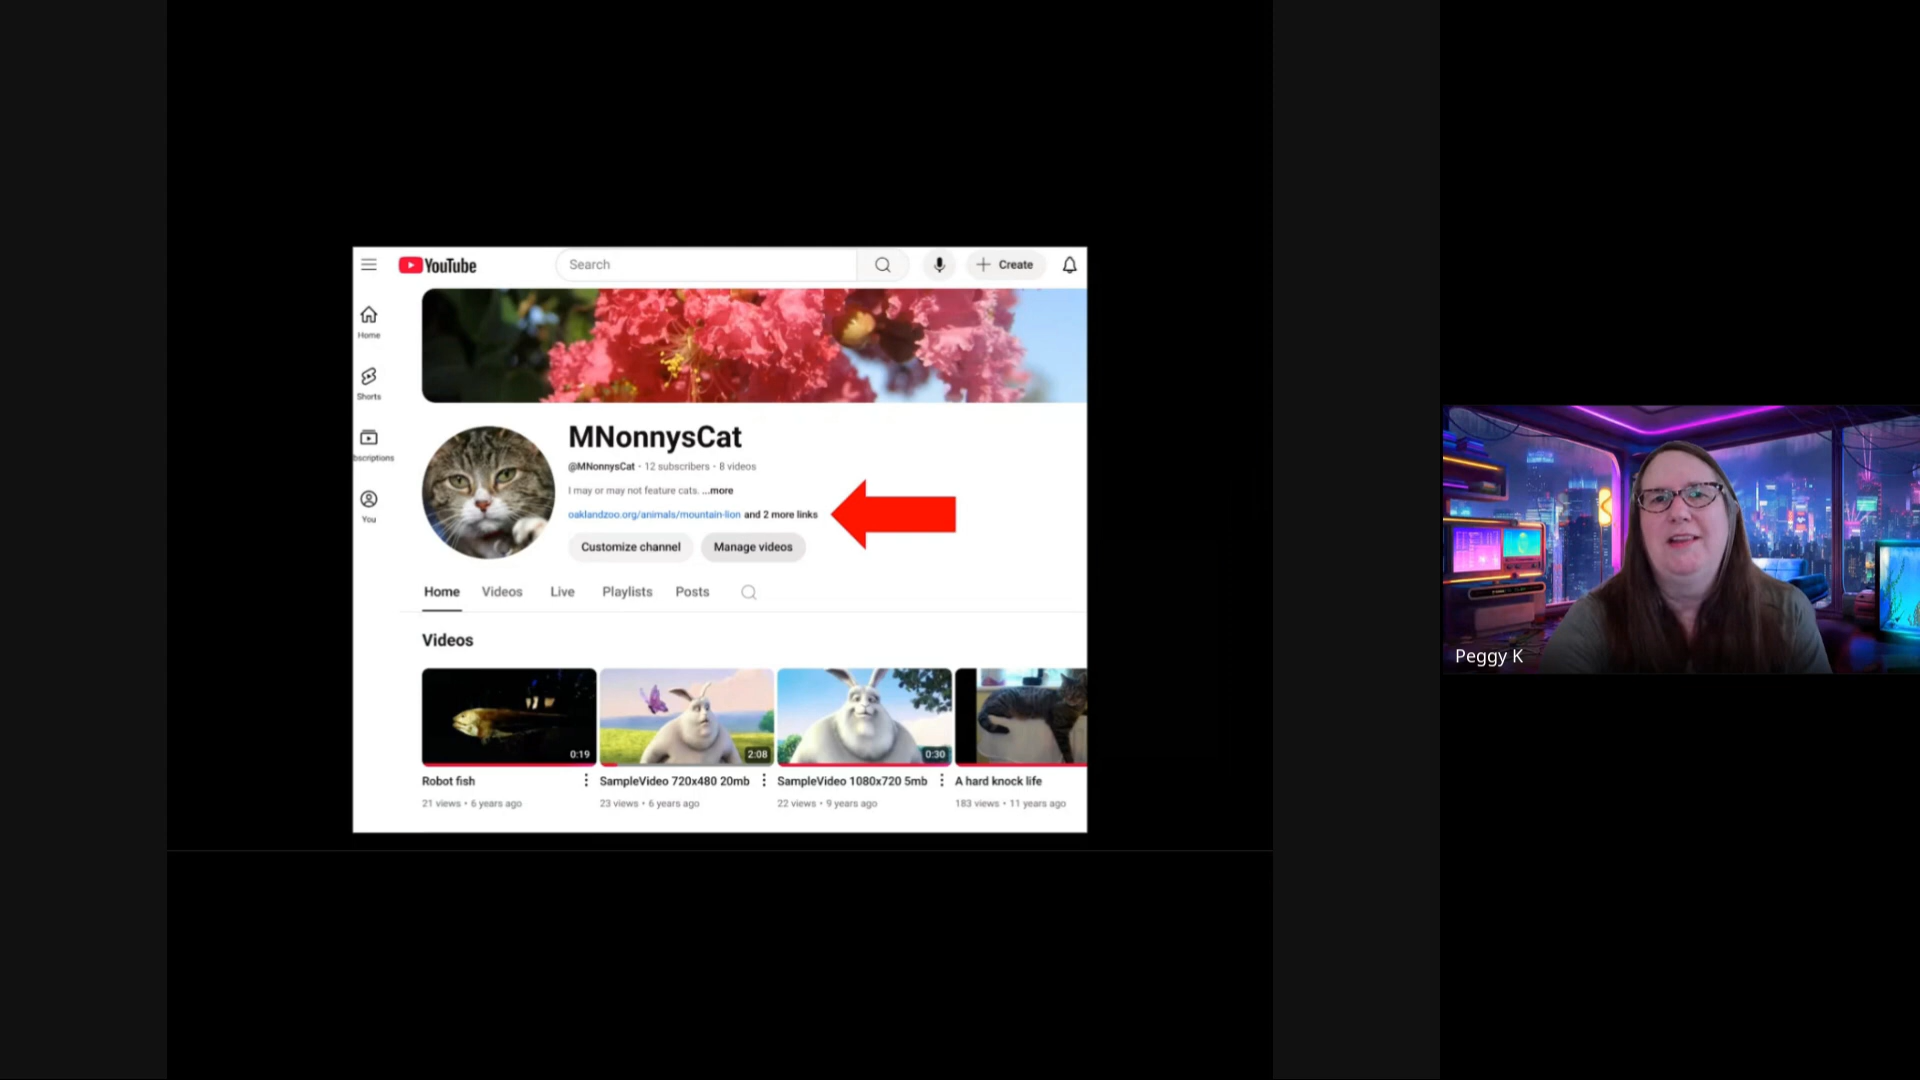 YouTube
Search
Create
Home
Shorts
bscriptions
You
MNonnysCat
@MNonnysCat · 12 subscribers · 8 videos
I may or may not feature cats. ...more
oaklandzoo.org/animals/mountain-lion and 2 more links
Customize channel
Manage videos
Home Videos Live Playlists Posts
Videos
0:19
2:08
0:30
Robot fish
SampleVideo 720x480 20mb
SampleVideo 1080x720 5mb
A hard knock life
21 views • 6 years ago
23 views • 6 years ago
22 views • 9 years ago
183 views • 11 years ago
Peggy K